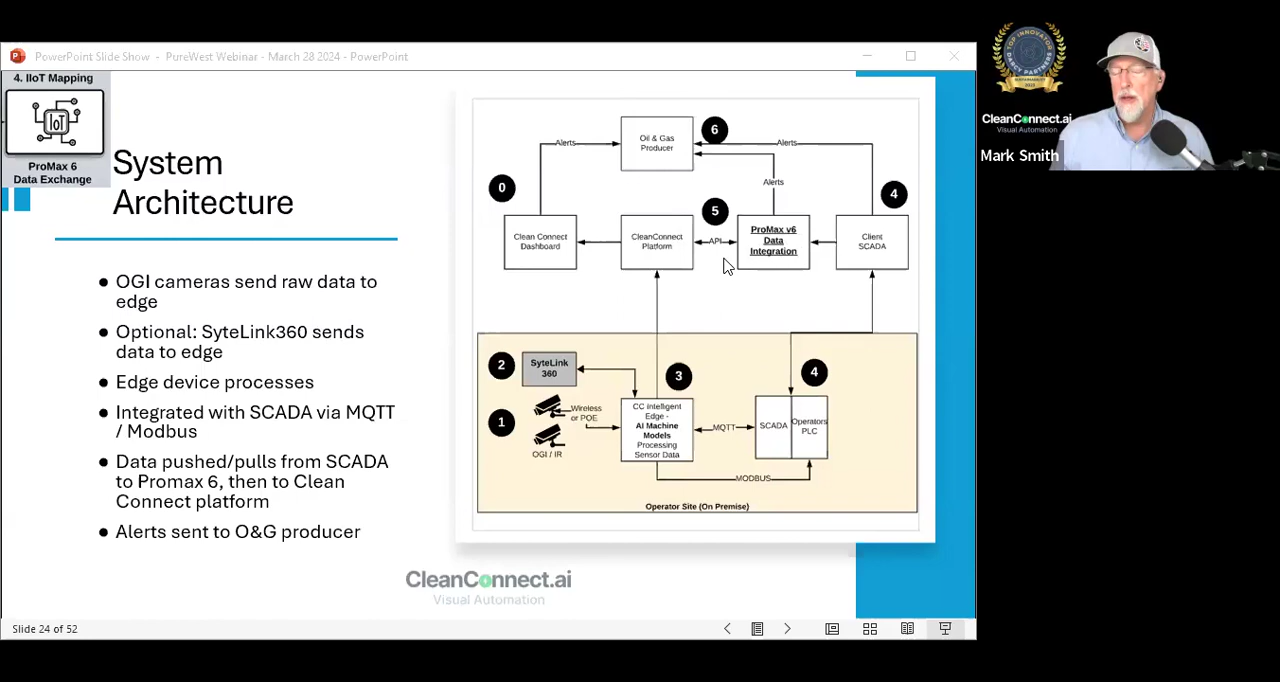 PowerPoint Slide Show - PureWest Webinar - March 28 2024 - PowerPoint
4. IIoT Mapping
IoT
ProMax 6
Data Exchange
System
Architecture
● OGI cameras send raw data to
edge
● Optional: SyteLink360 sends
data to edge
● Edge device processes
● Integrated with SCADA via MQTT
/ Modbus
● Data pushed/pulls from SCADA
to Promax 6, then to Clean
Connect platform
● Alerts sent to O&G producer
Oil & Gas
Producer
6
Alerts
Alerts
Alerts
0
5
4
Clean Connect
Dashboard
CleanConnect
Platform
API
ProMax v6
Data
Integration
Client
SCADA
2
SyteLink
360
3
4
1
Wireless
or POE
OGI / IR
CC Intelligent
Edge -
AI Machine
Models
Processing
Sensor Data
MQTT
SCADA
Operators
PLC
MODBUS
Operator Site (On Premise)
CleanConnect.ai
Visual Automation
Slide 24 of 52
TOP INNOVATOR
DARCY PARTNERS
SUSTAINABILITY
CleanConnect.ai
Visual Automation
Mark Smith